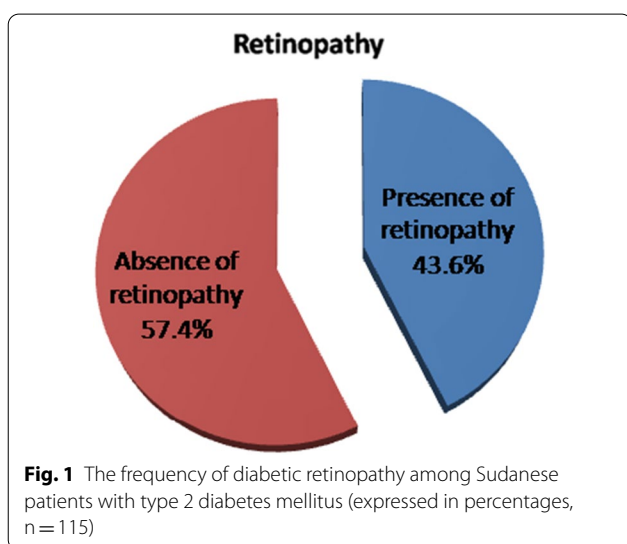 Retinopathy
Presence of
retinopathy
43.6%
Absence of
retinopathy
57.4%
Fig. 1 The frequency of diabetic retinopathy among Sudanese
patients with type 2 diabetes mellitus (expressed in percentages,
n = 115)